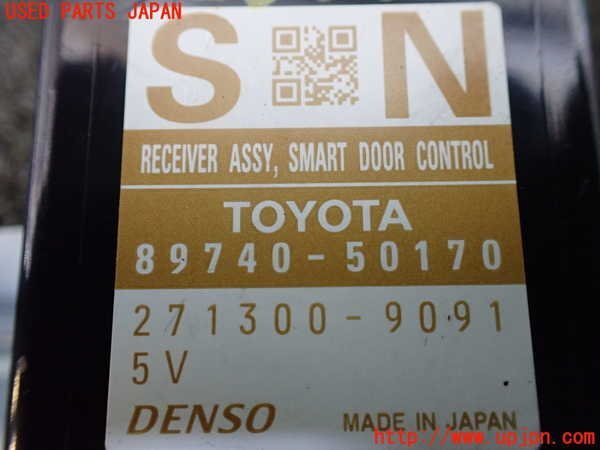 USED PARTS JAPAN
S N
RECEIVER ASSY, SMART DOOR CONTROL
TOYOTA
89740-50170
271300-9091
5V
DENSO MADE IN JAPAN
http://www.upjpn.com/